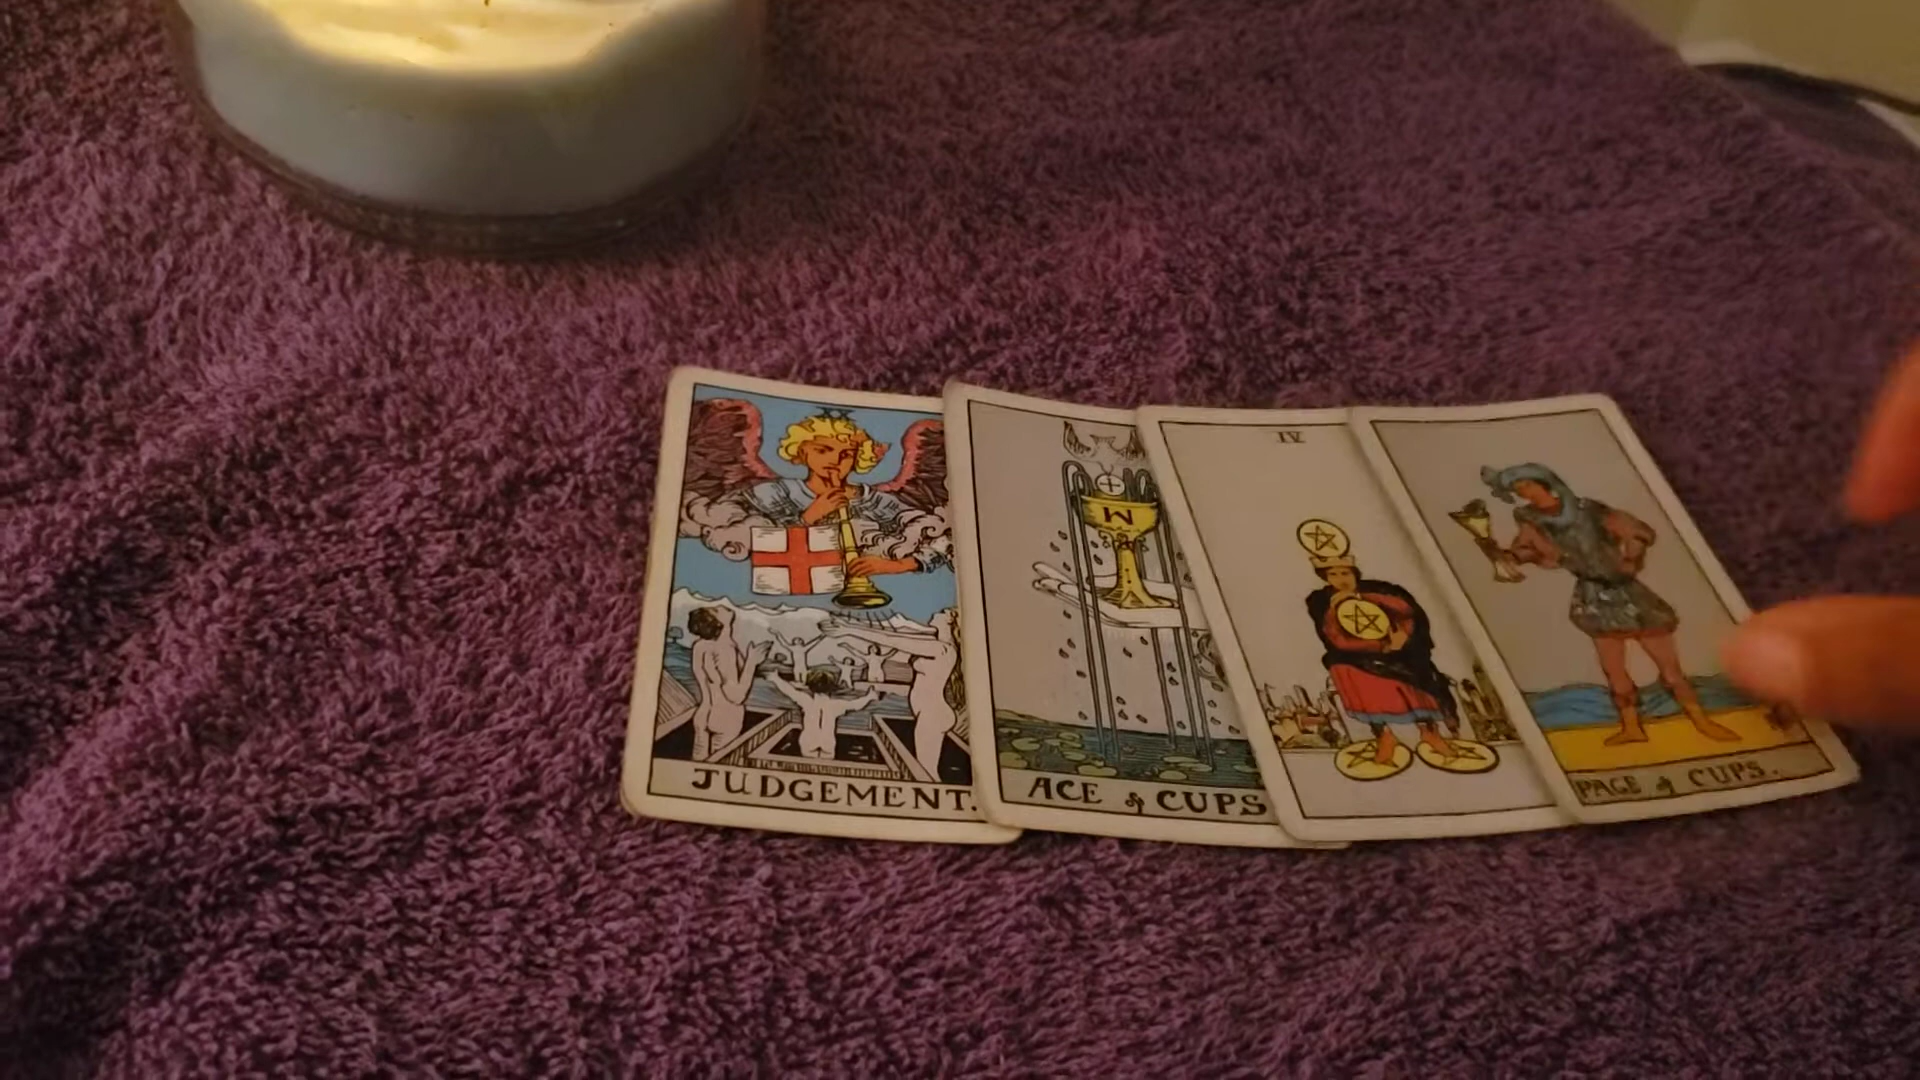 JUDGEMENT.
ACE of CUPS
IV
PAGE of CUPS.